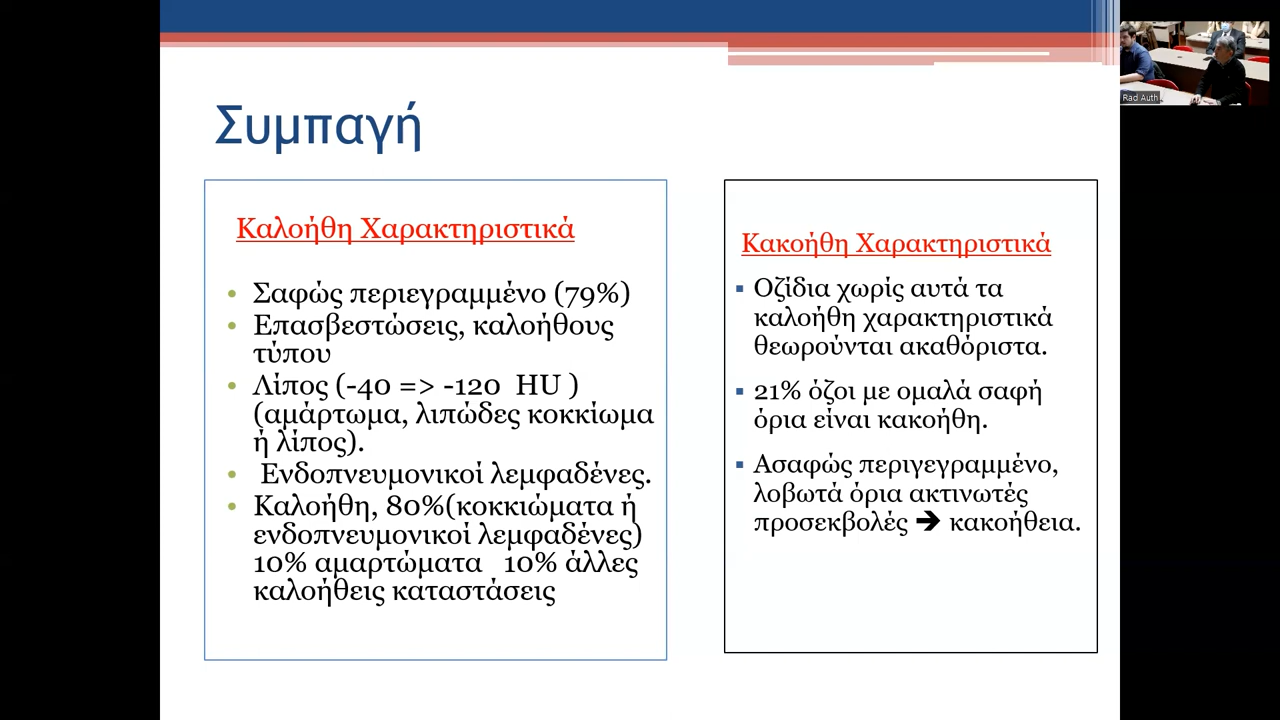 Συμπαγή
Καλοήθη Χαρακτηριστικά
• Σαφώς περιεγραμμένο (79%)
• Επασβεστώσεις, καλοήθους
τύπου
• Λίπος (-40 => -120 HU )
(αμάρτωμα, λιπώδες κοκκίωμα
ή λίπος).
• Ενδοπνευμονικοί λεμφαδένες.
• Καλοήθη, 80%(κοκκιώματα ή
ενδοπνευμονικοί λεμφαδένες)
10% αμαρτώματα 10% άλλες
καλοήθεις καταστάσεις
Κακοήθη Χαρακτηριστικά
▪ Οζίδια χωρίς αυτά τα
καλοήθη χαρακτηριστικά
θεωρούνται ακαθόριστα.
▪ 21% όζοι με ομαλά σαφή
όρια είναι κακοήθη.
▪ Ασαφώς περιγεγραμμένο,
λοβωτά όρια ακτινωτές
προσεκβολές ➔ κακοήθεια.
Rad Auth